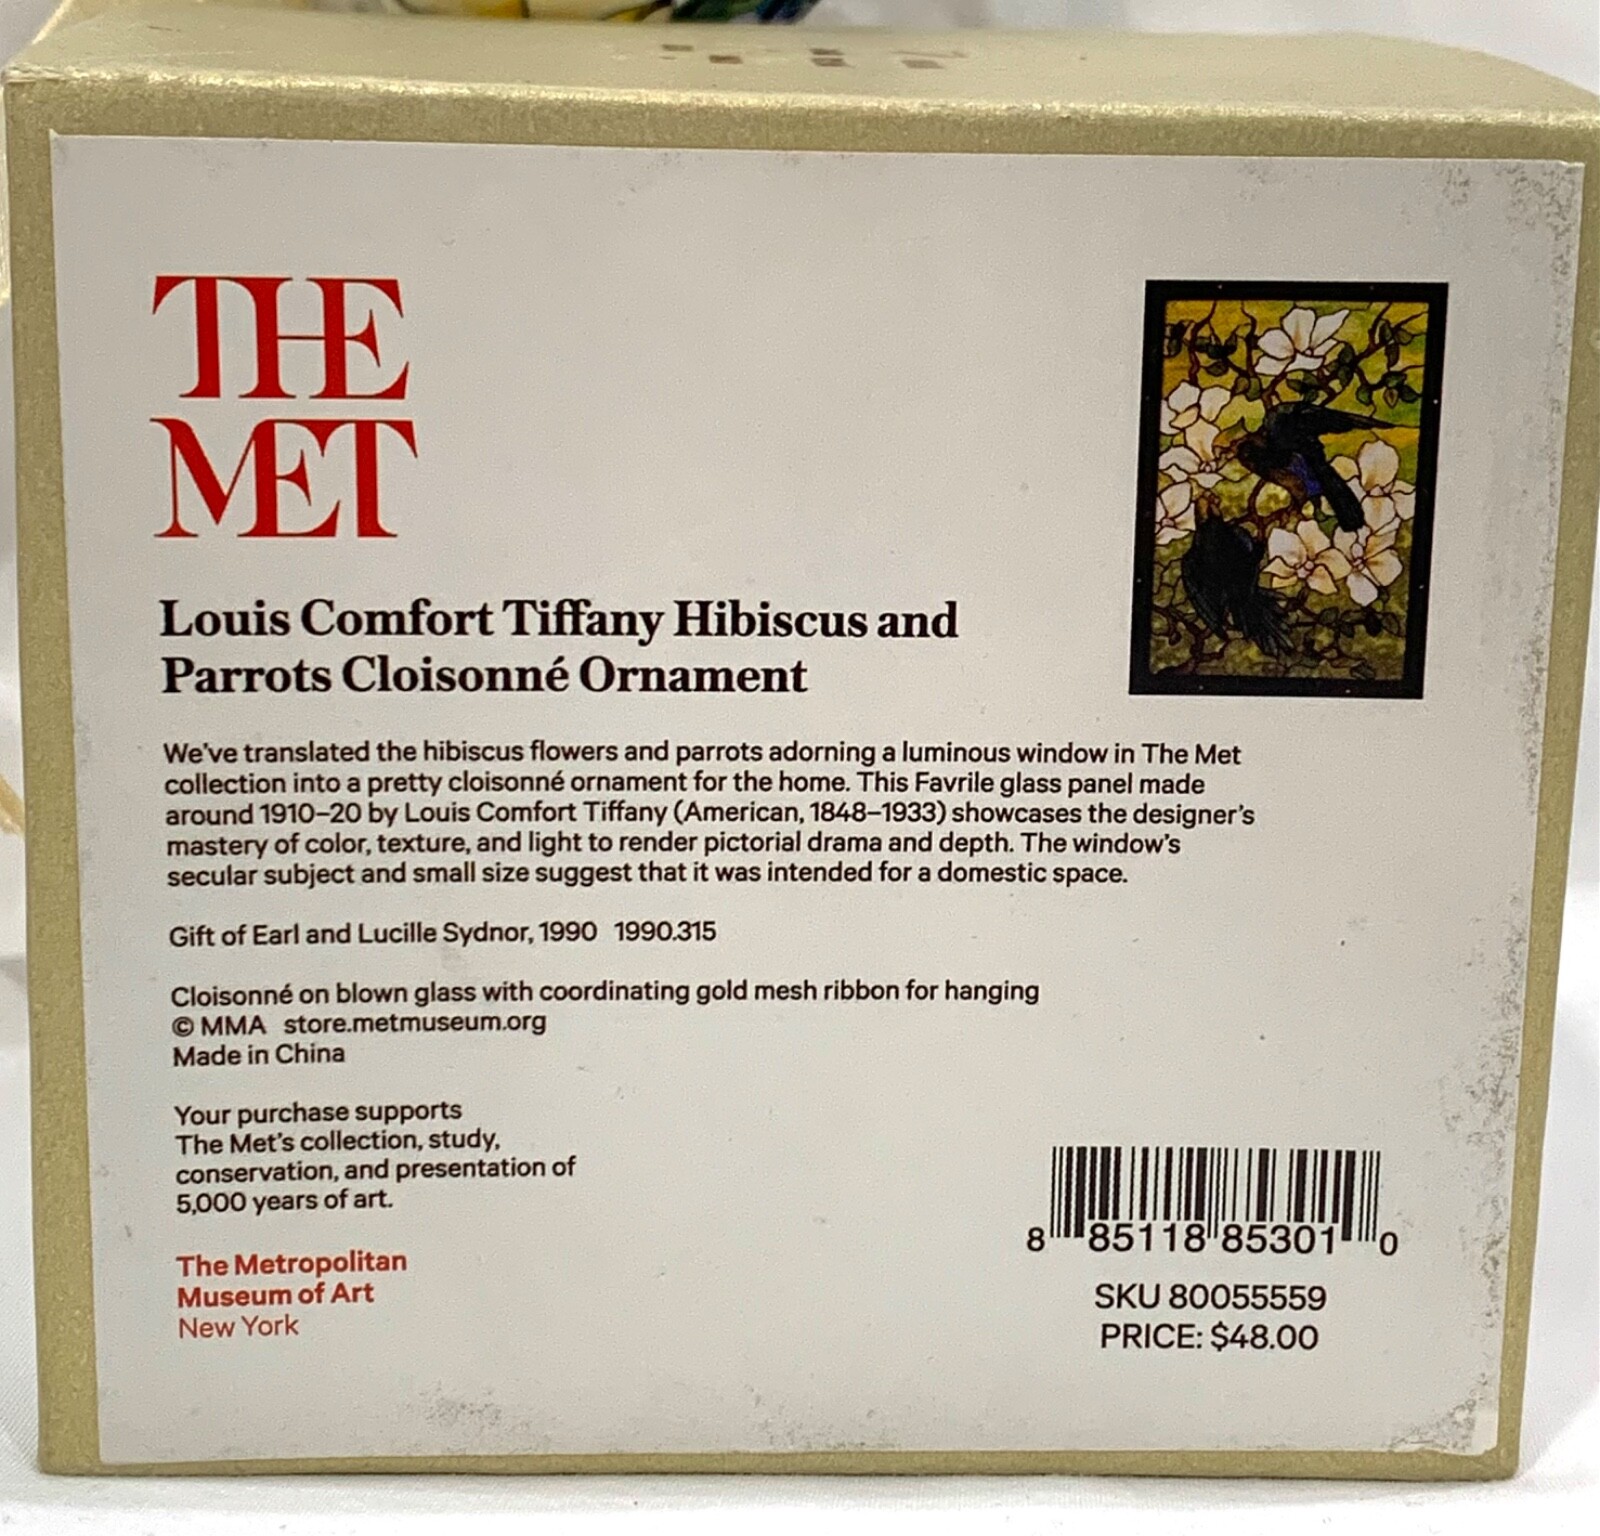 THE
MET
Louis Comfort Tiffany Hibiscus and
Parrots Cloisonné Ornament
We've translated the hibiscus flowers and parrots adorning a luminous window in The Met
collection into a pretty cloisonné ornament for the home. This Favrile glass panel made
around 1910–20 by Louis Comfort Tiffany (American, 1848–1933) showcases the designer's
mastery of color, texture, and light to render pictorial drama and depth. The window's
secular subject and small size suggest that it was intended for a domestic space.
Gift of Earl and Lucille Sydnor, 1990 1990.315
Cloisonné on blown glass with coordinating gold mesh ribbon for hanging
© MMA store.metmuseum.org
Made in China
Your purchase supports
The Met's collection, study,
conservation, and presentation of
5,000 years of art.
The Metropolitan
Museum of Art
New York
8 85118 85301 0
SKU 80055559
PRICE: $48.00